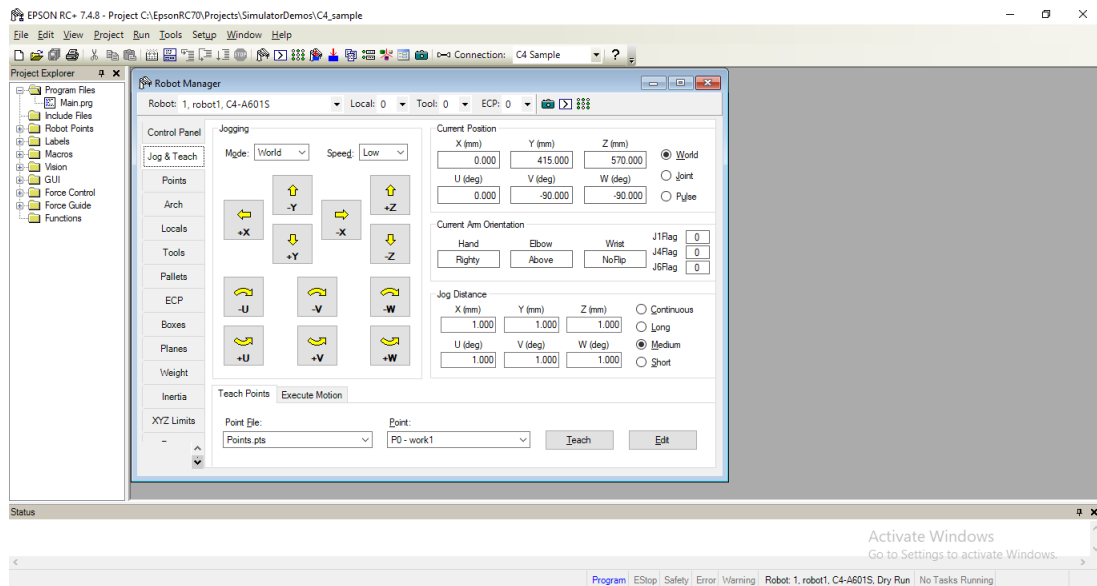 EPSON RC+ 7.4.8 - Project C:\EpsonRC70\Projects\SimulatorDemos\C4_sample
File Edit View Project Run Tools Setup Window Help
Connection: C4 Sample
Project Explorer
Program Files
Main.prg
Include Files
Robot Points
Labels
Macros
Vision
GUI
Force Control
Force Guide
Functions
Robot Manager
Robot: 1, robot1, C4-A601S Local: 0 Tool: 0 ECP: 0
Control Panel
Jog & Teach
Points
Arch
Locals
Tools
Pallets
ECP
Boxes
Planes
Weight
Inertia
XYZ Limits
Jogging
Mode: World Speed: Low
-Y +Z
+X -X
+Y -Z
-U -V -W
+U +V +W
Current Position
X (mm) Y (mm) Z (mm)
0.000 415.000 570.000
U (deg) V (deg) W (deg)
0.000 -90.000 -90.000
World
Joint
Pulse
Current Arm Orientation
Hand Elbow Wrist
Righty Above NoFlip
J1Flag 0
J4Flag 0
J6Flag 0
Jog Distance
X (mm) Y (mm) Z (mm)
1.000 1.000 1.000
U (deg) V (deg) W (deg)
1.000 1.000 1.000
Continuous
Long
Medium
Short
Teach Points Execute Motion
Point File: Point:
Points.pts P0 - work1 Teach Edit
Status
Activate Windows
Go to Settings to activate Windows.
Program EStop Safety Error Warning Robot: 1, robot1, C4-A601S, Dry Run No Tasks Running